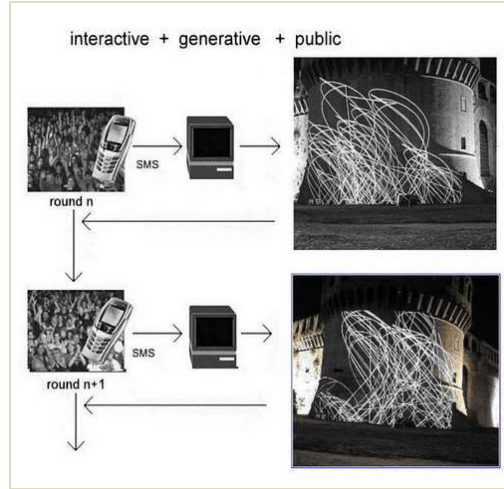 interactive + generative + public
SMS
round n
SMS
round n+1